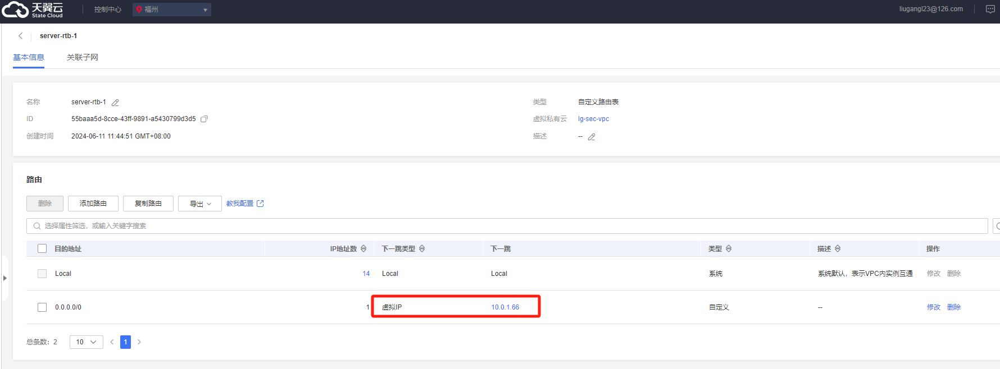 天翼云
State Cloud
控制中心
福州
liugangl23@126.com
server-rtb-1
基本信息
关联子网
名称
server-rtb-1
类型
自定义路由表
ID
55baaa5d-8cce-43ff-9891-a5430799d3d5
虚拟私有云
lg-sec-vpc
创建时间
2024-06-11 11:44:51 GMT+08:00
描述
--
路由
删除
添加路由
复制路由
导出
教我配置
选择属性筛选，或输入关键字搜索
目的地址
IP地址数
下一跳类型
下一跳
类型
描述
操作
Local
14
Local
Local
系统
系统默认，表示VPC内实例互通
修改
删除
0.0.0.0/0
1
虚拟IP
10.0.1.66
自定义
--
修改
删除
总条数：2
10
1